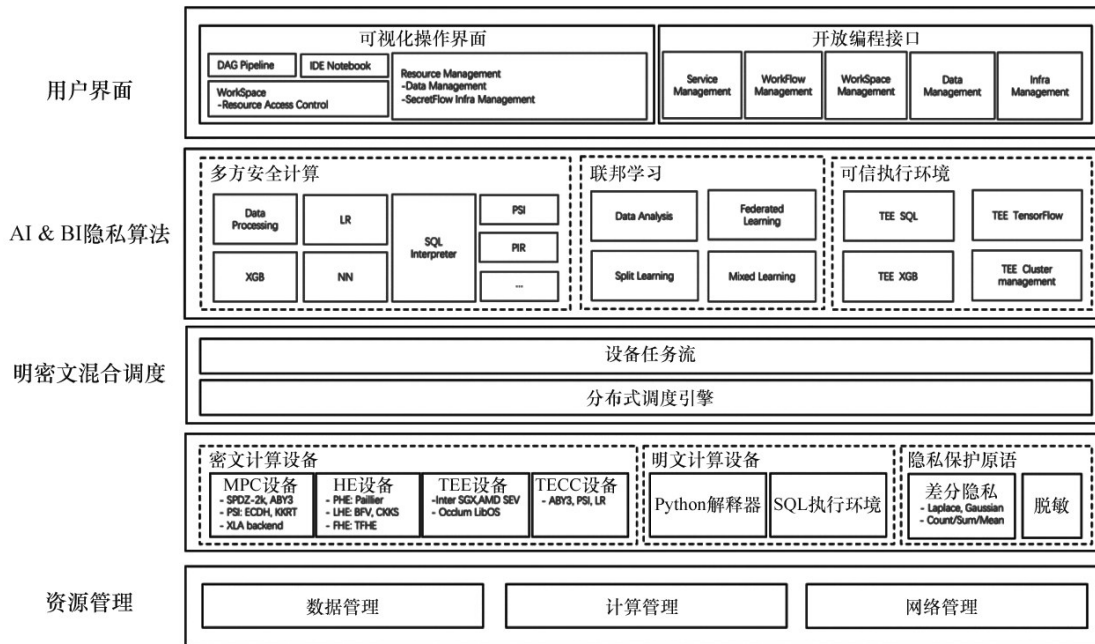 用户界面
可视化操作界面
DAG Pipeline
IDE Notebook
WorkSpace
-Resource Access Control
Resource Management
-Data Management
-SecretFlow Infra Management
开放编程接口
Service
Management
WorkFlow
Management
WorkSpace
Management
Data
Management
Infra
Management
AI & BI隐私算法
多方安全计算
Data
Processing
LR
XGB
NN
SQL
Interpreter
PSI
PIR
...
联邦学习
Data Analysis
Federated
Learning
Split Learning
Mixed Learning
可信执行环境
TEE SQL
TEE TensorFlow
TEE XGB
TEE Cluster
management
明密文混合调度
设备任务流
分布式调度引擎
密文计算设备
MPC设备
- SPDZ-2k, ABY3
- PSI: ECDH, KKRT
- XLA backend
HE设备
- PHE: Paillier
- LHE: BFV, CKKS
- FHE: TFHE
TEE设备
-Inter SGX,AMD SEV
- Occlum LibOS
TECC设备
- ABY3, PSI, LR
明文计算设备
Python解释器
SQL执行环境
隐私保护原语
差分隐私
- Laplace, Gaussian
- Count/Sum/Mean
脱敏
资源管理
数据管理
计算管理
网络管理